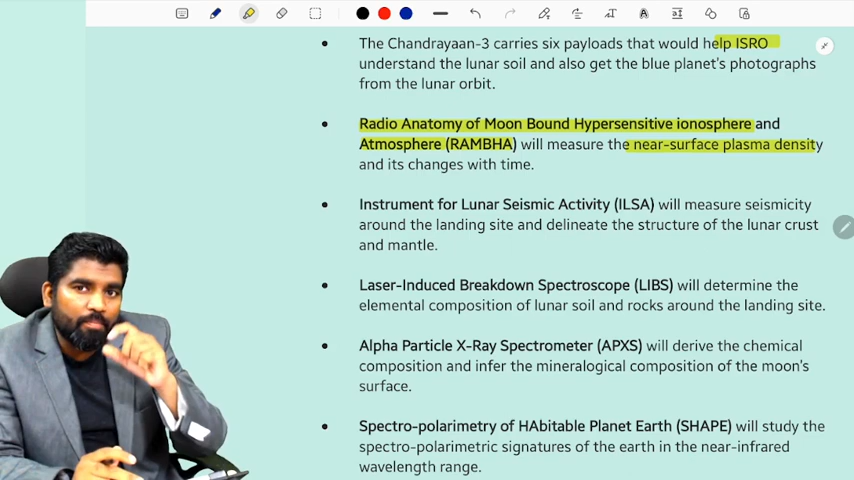 The Chandrayaan-3 carries six payloads that would help ISRO
understand the lunar soil and also get the blue planet's photographs
from the lunar orbit.
Radio Anatomy of Moon Bound Hypersensitive ionosphere and
Atmosphere (RAMBHA) will measure the near-surface plasma density
and its changes with time.
Instrument for Lunar Seismic Activity (ILSA) will measure seismicity
around the landing site and delineate the structure of the lunar crust
and mantle.
Laser-Induced Breakdown Spectroscope (LIBS) will determine the
elemental composition of lunar soil and rocks around the landing site.
Alpha Particle X-Ray Spectrometer (APXS) will derive the chemical
composition and infer the mineralogical composition of the moon's
surface.
Spectro-polarimetry of HAbitable Planet Earth (SHAPE) will study the
spectro-polarimetric signatures of the earth in the near-infrared
wavelength range.